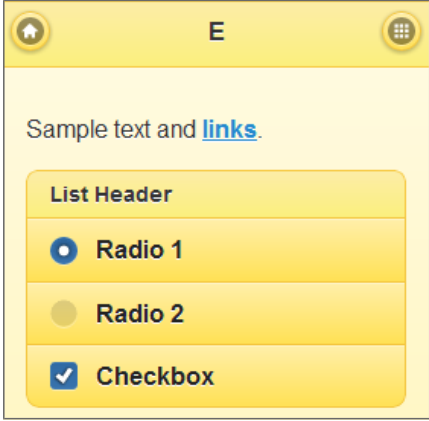 E
Sample text and links.
List Header
Radio 1
Radio 2
Checkbox